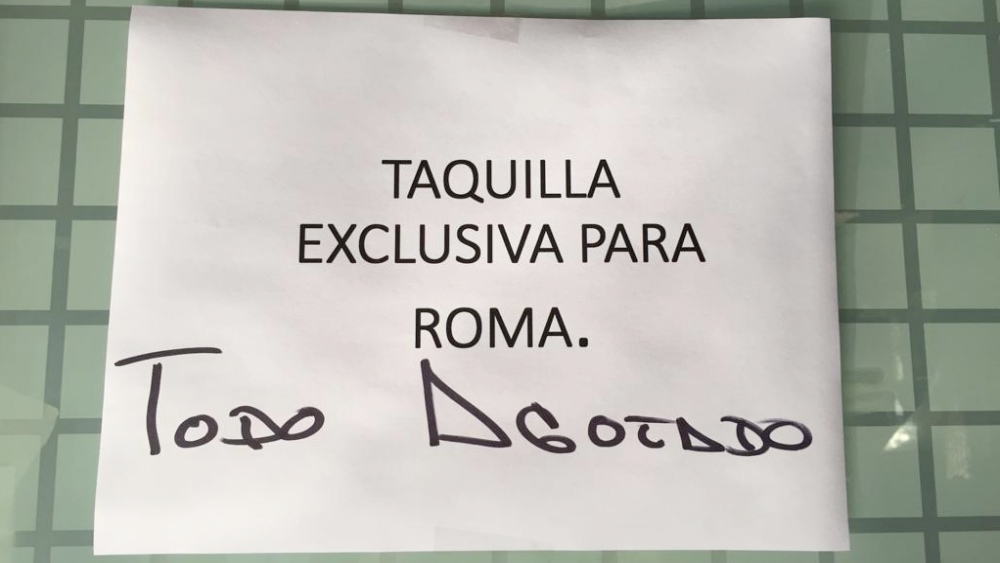 TAQUILLA
EXCLUSIVA PARA
ROMA.
TODO AGOTADO